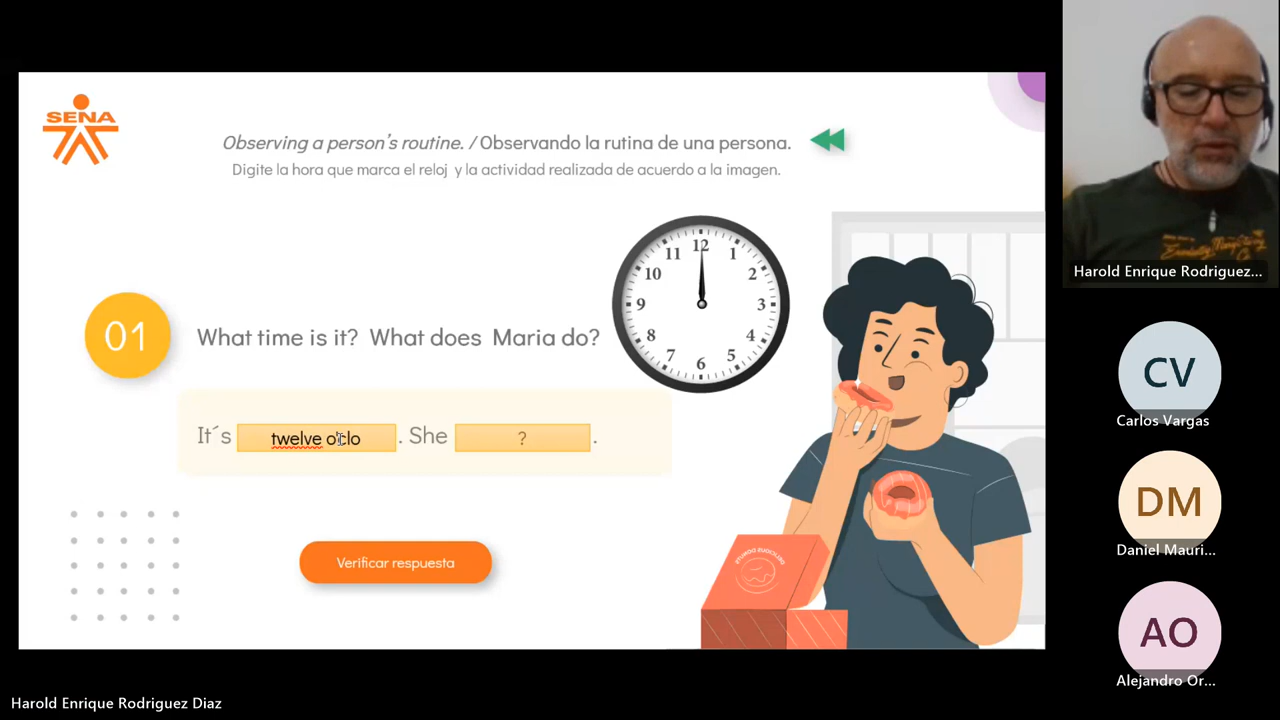 SENA
Observing a person's routine. / Observando la rutina de una persona.
Digite la hora que marca el reloj y la actividad realizada de acuerdo a la imagen.
12
1
2
3
4
5
6
7
8
9
10
11
01
What time is it? What does Maria do?
It´s twelve oclo . She ? .
Verificar respuesta
Harold Enrique Rodriguez...
CV
Carlos Vargas
DM
Daniel Mauri...
AO
Alejandro Or...
Harold Enrique Rodriguez Diaz